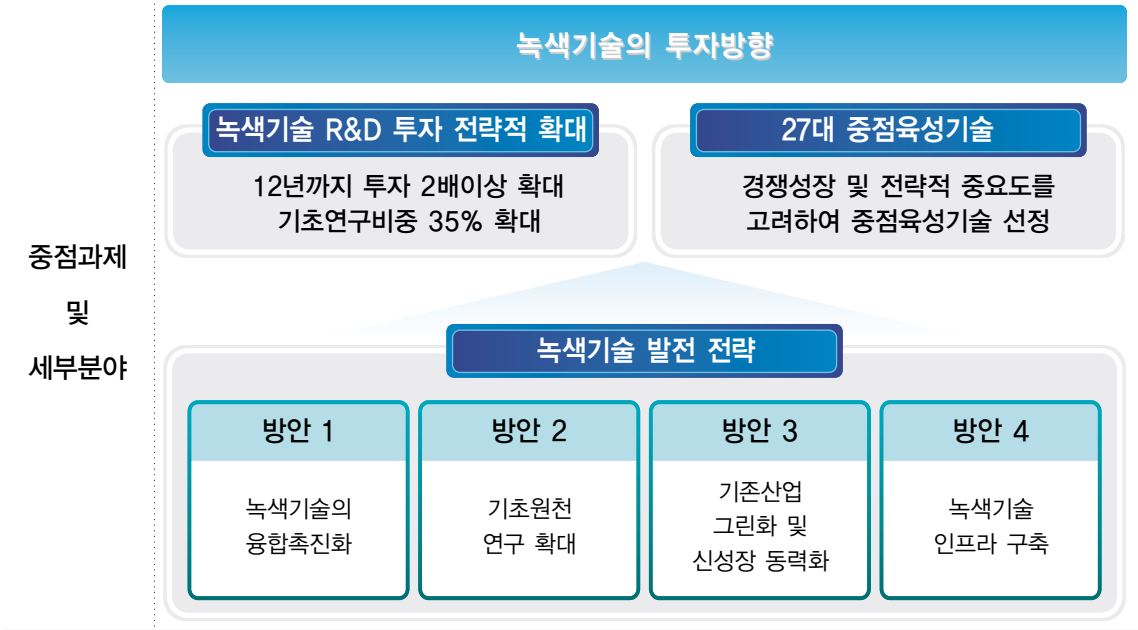 녹색기술의 투자방향
녹색기술 R&D 투자 전략적 확대
12년까지 투자 2배이상 확대
기초연구비중 35% 확대
27대 중점육성기술
경쟁성장 및 전략적 중요도를
고려하여 중점육성기술 선정
중점과제
및
세부분야
녹색기술 발전 전략
방안 1
녹색기술의
융합촉진화
방안 2
기초원천
연구 확대
방안 3
기존산업
그린화 및
신성장 동력화
방안 4
녹색기술
인프라 구축